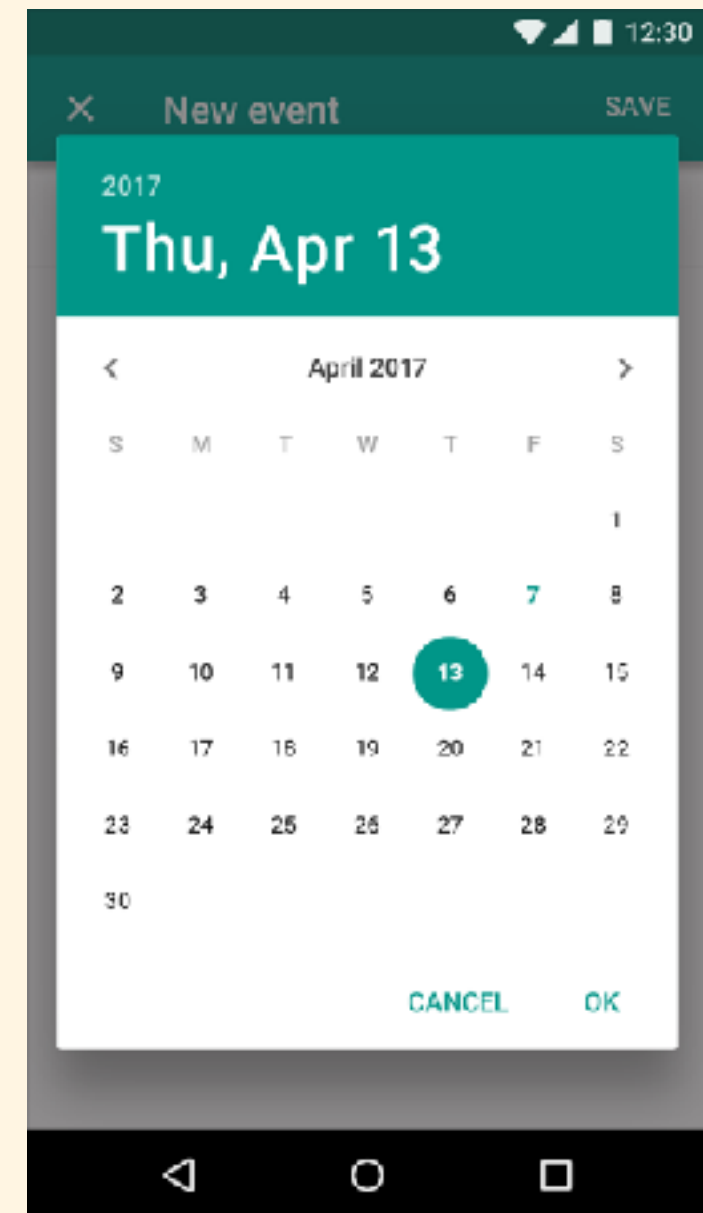 12:30
New event SAVE
2017
Thu, Apr 13
April 2017
S M T W T F S
1
2 3 4 5 6 7 8
9 10 11 12 13 14 15
16 17 18 19 20 21 22
23 24 25 26 27 28 29
30
CANCEL OK